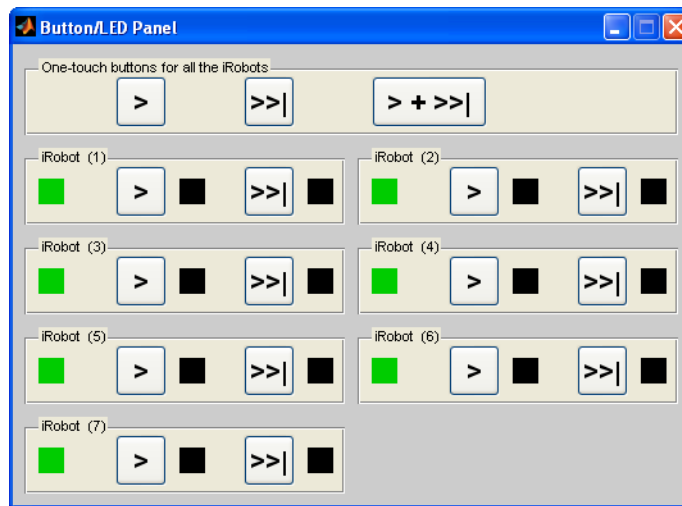 Button/LED Panel
One-touch buttons for all the iRobots
> >>| > + >>|
iRobot (1) iRobot (2)
> >>| > >>|
iRobot (3) iRobot (4)
> >>| > >>|
iRobot (5) iRobot (6)
> >>| > >>|
iRobot (7)
> >>|